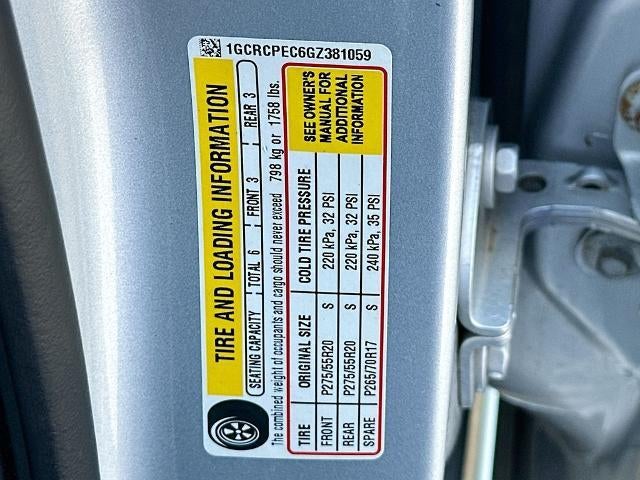 1GCRCPEC6GZ381059
TIRE AND LOADING INFORMATION
SEATING CAPACITY TOTAL 6 FRONT 3 REAR 3
The combined weight of occupants and cargo should never exceed 798 kg or 1758 lbs.
TIRE ORIGINAL SIZE COLD TIRE PRESSURE
FRONT P275/55R20 S 220 kPa, 32 PSI
REAR P275/55R20 S 220 kPa, 32 PSI
SPARE P265/70R17 S 240 kPa, 35 PSI
SEE OWNER'S
MANUAL FOR
ADDITIONAL
INFORMATION